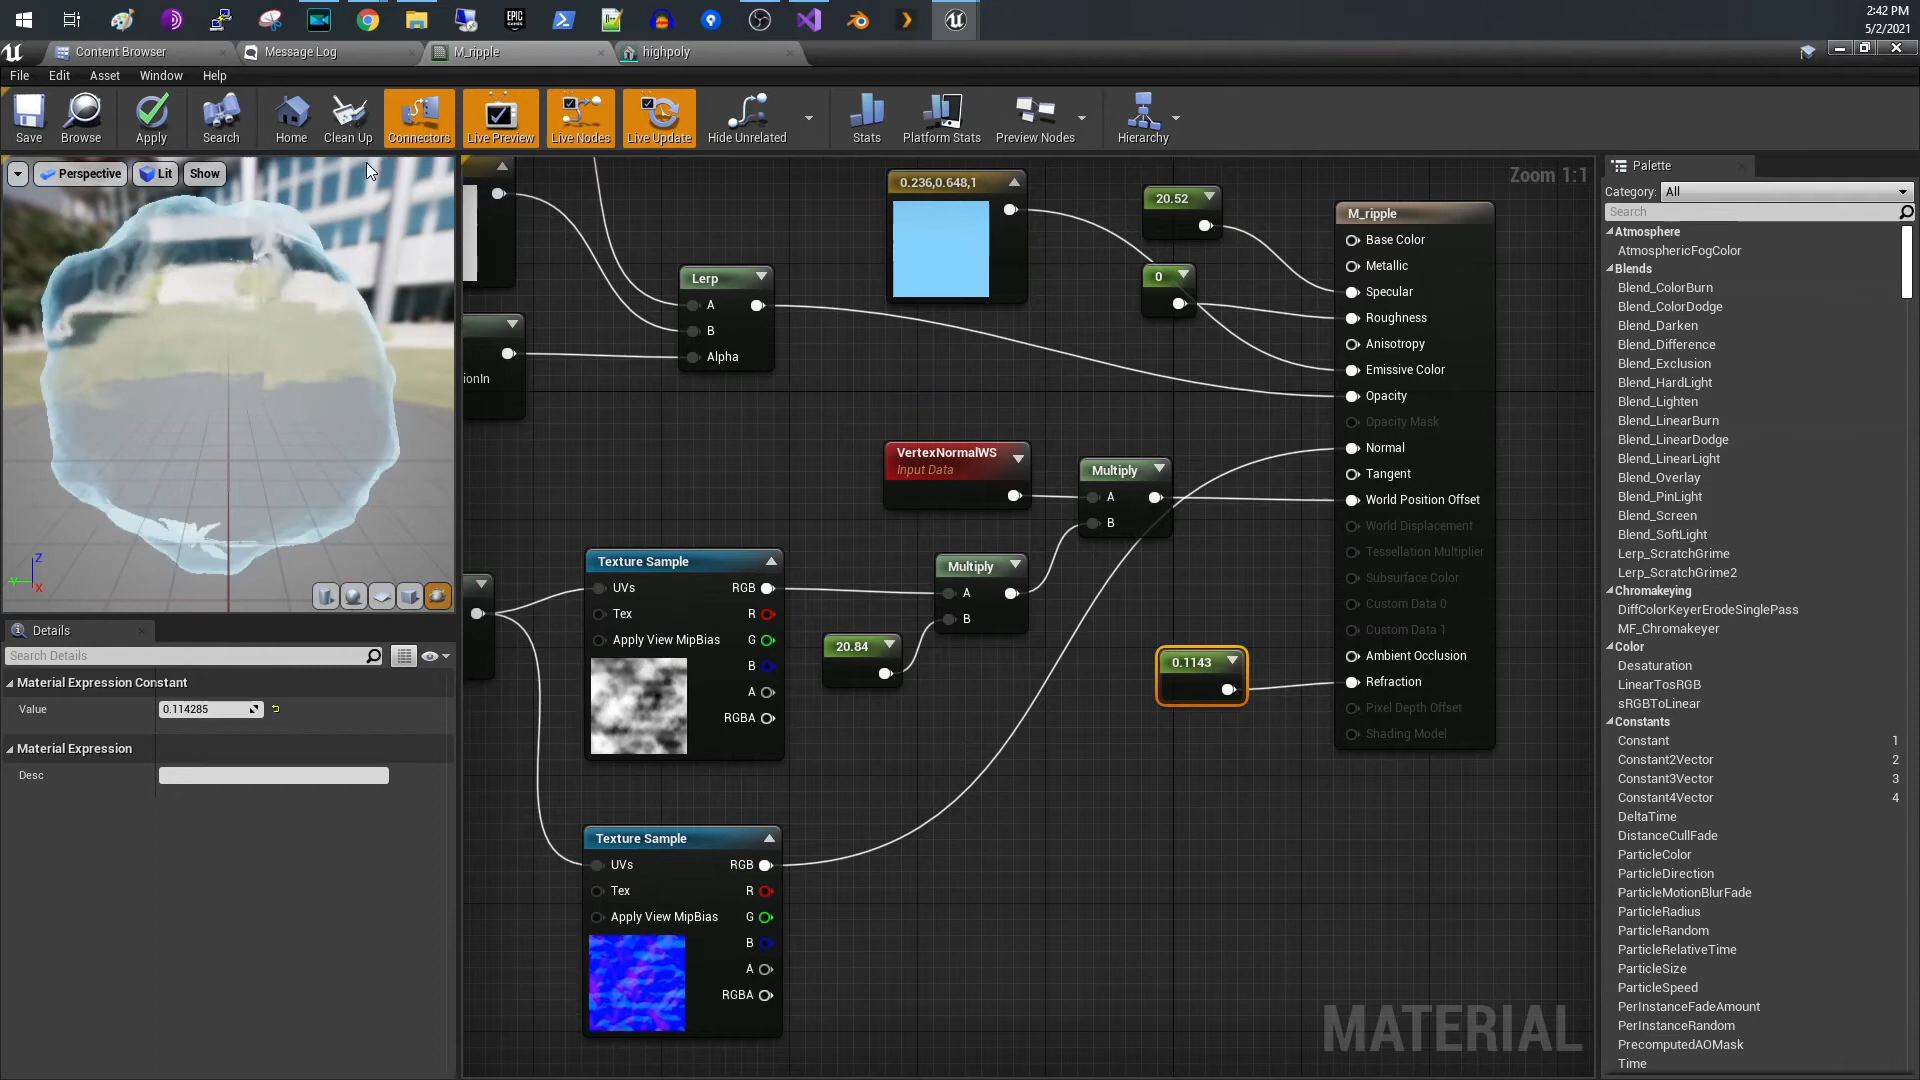 EPIC
GAMES
2:42 PM
5/2/2021
Content Browser
Message Log
M_ripple
highpoly
File
Edit
Asset
Window
Help
Save
Browse
Apply
Search
Home
Clean Up
Connectors
Live Preview
Live Nodes
Live Update
Hide Unrelated
Stats
Platform Stats
Preview Nodes
Hierarchy
Perspective
Lit
Show
Z
Y
X
Details
Search Details
Material Expression Constant
Value
0.114285
Material Expression
Desc
Zoom 1:1
0.236,0.648,1
20.52
0
Lerp
A
B
Alpha
ionIn
VertexNormalWS
Input Data
Multiply
A
B
Multiply
A
B
20.84
0.1143
Texture Sample
UVs
RGB
Tex
R
Apply View MipBias
G
B
A
RGBA
Texture Sample
UVs
RGB
Tex
R
Apply View MipBias
G
B
A
RGBA
M_ripple
Base Color
Metallic
Specular
Roughness
Anisotropy
Emissive Color
Opacity
Opacity Mask
Normal
Tangent
World Position Offset
World Displacement
Tessellation Multiplier
Subsurface Color
Custom Data 0
Custom Data 1
Ambient Occlusion
Refraction
Pixel Depth Offset
Shading Model
MATERIAL
Palette
Category: All
Search
Atmosphere
AtmosphericFogColor
Blends
Blend_ColorBurn
Blend_ColorDodge
Blend_Darken
Blend_Difference
Blend_Exclusion
Blend_HardLight
Blend_Lighten
Blend_LinearBurn
Blend_LinearDodge
Blend_LinearLight
Blend_Overlay
Blend_PinLight
Blend_Screen
Blend_SoftLight
Lerp_ScratchGrime
Lerp_ScratchGrime2
Chromakeying
DiffColorKeyerErodeSinglePass
MF_Chromakeyer
Color
Desaturation
LinearTosRGB
sRGBToLinear
Constants
Constant 1
Constant2Vector 2
Constant3Vector 3
Constant4Vector 4
DeltaTime
DistanceCullFade
ParticleColor
ParticleDirection
ParticleMotionBlurFade
ParticleRadius
ParticleRandom
ParticleRelativeTime
ParticleSize
ParticleSpeed
PerInstanceFadeAmount
PerInstanceRandom
PrecomputedAOMask
Time